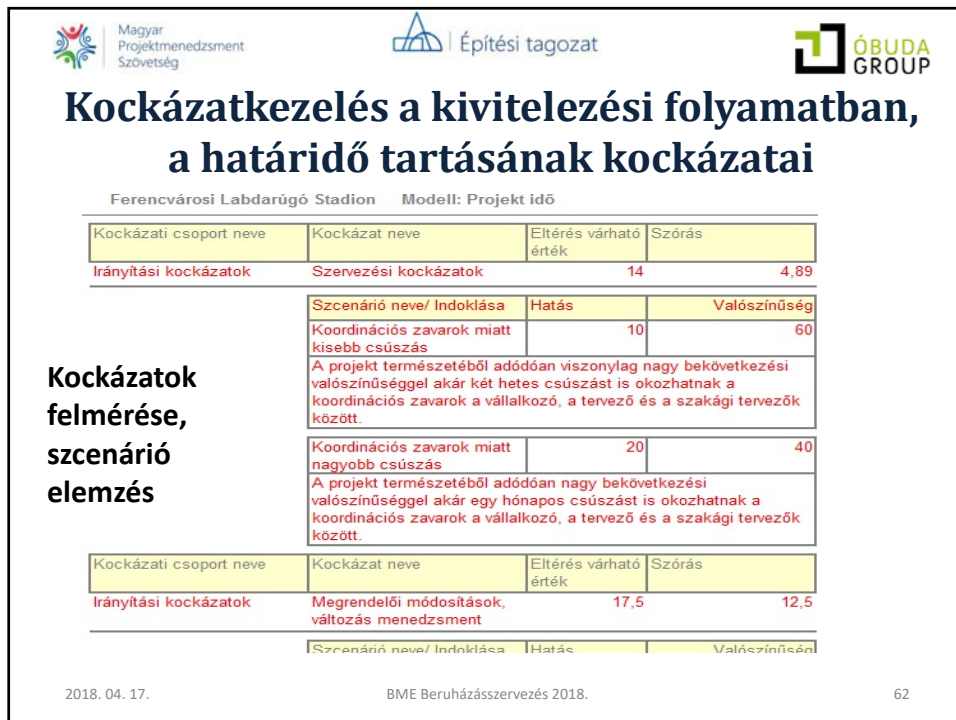 Magyar
Projektmenedzsment
Szövetség
Építési tagozat
ÓBUDA
GROUP
Kockázatkezelés a kivitelezési folyamatban,
a határidő tartásának kockázatai
Ferencvárosi Labdarúgó Stadion Modell: Projekt idő
Kockázati csoport neve Kockázat neve Eltérés várható Szórás
érték
Irányítási kockázatok Szervezési kockázatok 14 4,89
Szcenárió neve/ Indoklása Hatás Valószínűség
Koordinációs zavarok miatt 10 60
kisebb csúszás
A projekt természetéből adódóan viszonylag nagy bekövetkezési
valószínűséggel akár két hetes csúszást is okozhatnak a
koordinációs zavarok a vállalkozó, a tervező és a szakági tervezők
között.
Kockázatok
felmérése,
szcenárió
elemzés
Koordinációs zavarok miatt 20 40
nagyobb csúszás
A projekt természetéből adódóan nagy bekövetkezési
valószínűséggel akár egy hónapos csúszást is okozhatnak a
koordinációs zavarok a vállalkozó, a tervező és a szakági tervezők
között.
Kockázati csoport neve Kockázat neve Eltérés várható Szórás
érték
Irányítási kockázatok Megrendelői módosítások, 17,5 12,5
változás menedzsment
Szcenárió neve/ Indoklása Hatás Valószínűség
2018. 04. 17. BME Beruházásszervezés 2018. 62